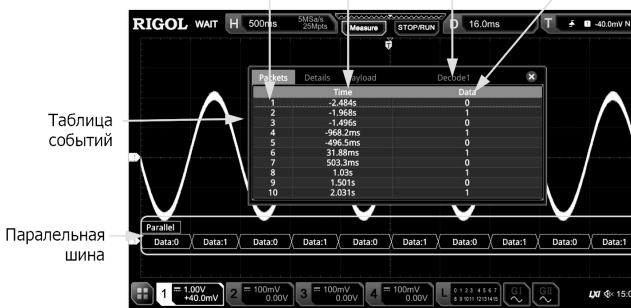 RIGOL WAIT H 500ms 5MSa/s 25Mpts Measure STOP/RUN D 16.0ms T -40.0mV N
Packets Details Payload Decode1
Time Data
1 -2.484s 0
2 -1.968s 1
3 -1.496s 0
4 -968.2ms 1
5 -496.5ms 0
6 31.88ms 1
7 503.3ms 0
8 1.03s 1
9 1.501s 0
10 2.031s 1
Таблица
событий
Паралельная
шина
Parallel
Data:0 Data:1 Data:0 Data:1 Data:0 Data:1 Data:0 Data:1 Data:0 Data:1
1 1.00V +40.0mV 2 100mV 0.00V 3 100mV 0.00V 4 100mV 0.00V L 0 1 2 3 4 5 6 7 8 9 10 11 12 13 14 15 GI GII LXI 15:0